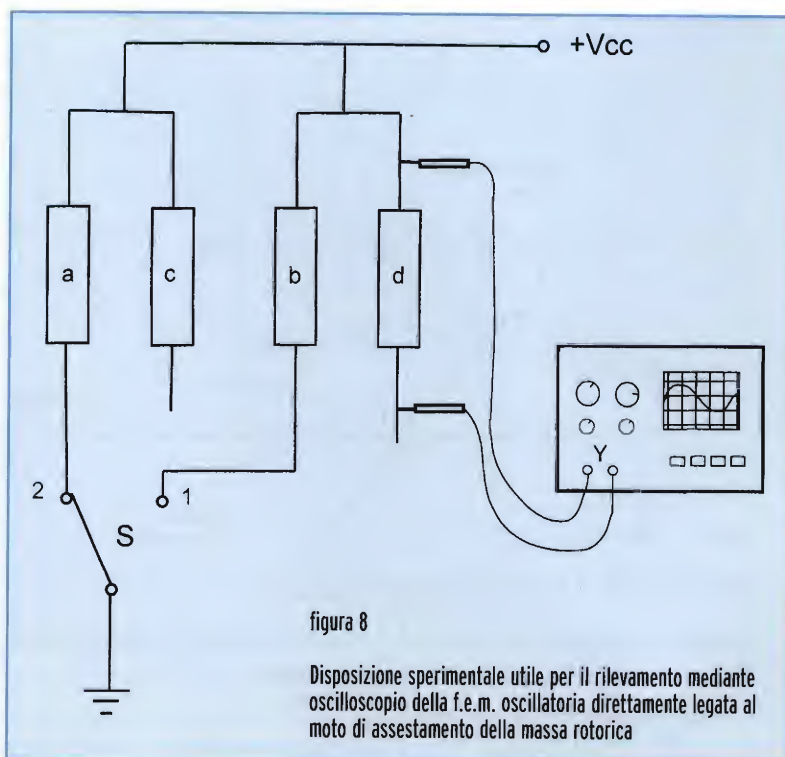 +Vcc
a
c
b
d
2
1
S
Y
figura 8
Disposizione sperimentale utile per il rilevamento mediante
oscilloscopio della f.e.m. oscillatoria direttamente legata al
moto di assestamento della massa rotorica